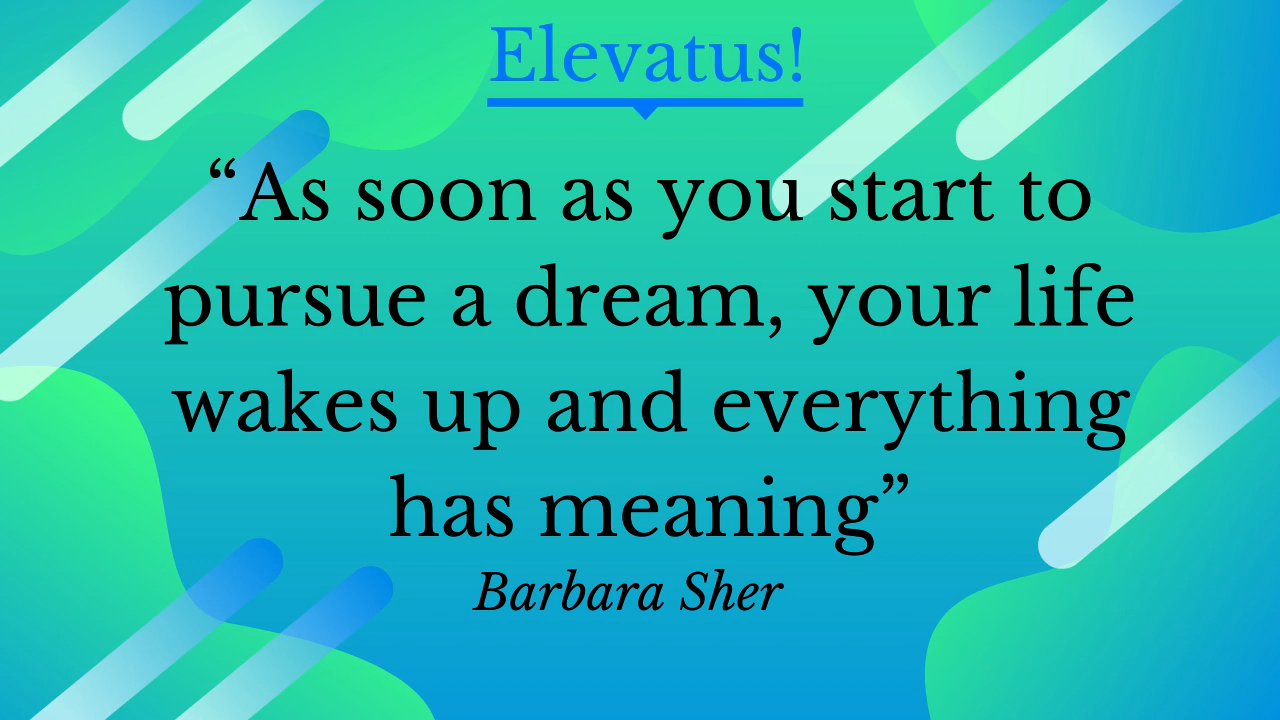 Elevatus!
“As soon as you start to
pursue a dream, your life
wakes up and everything
has meaning”
Barbara Sher